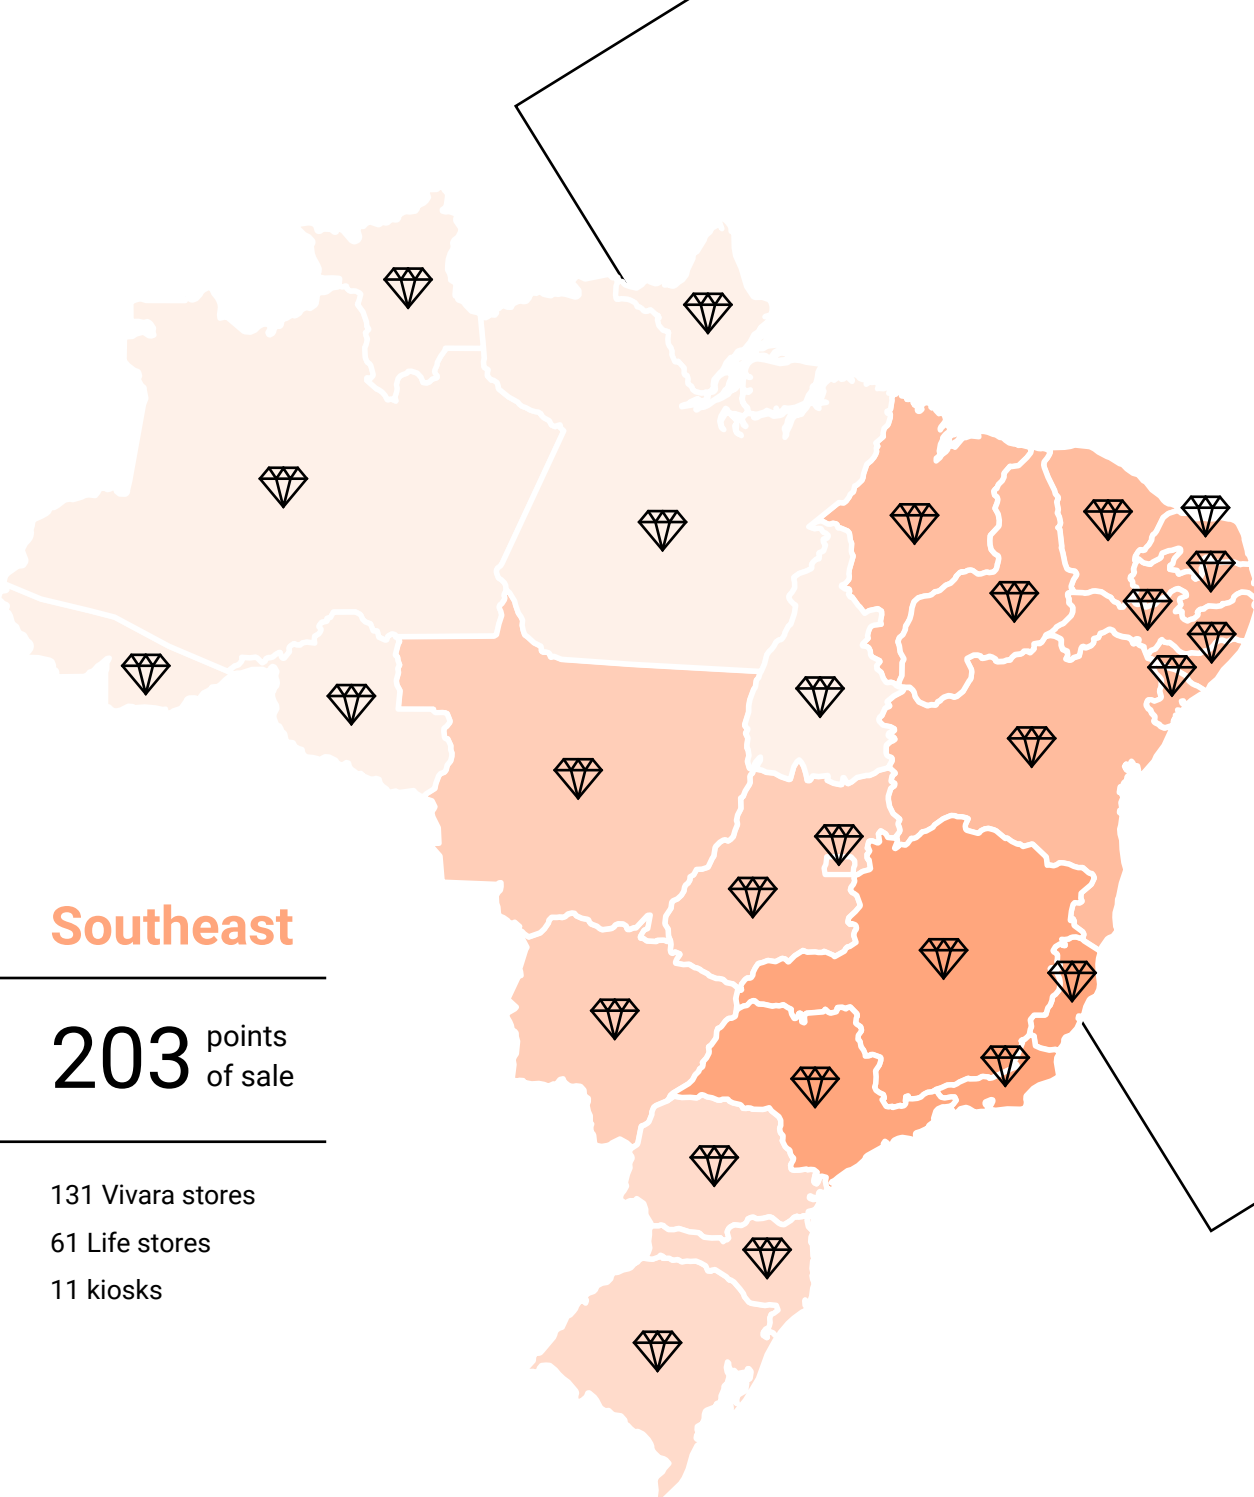 Southeast
203 points
of sale
131 Vivara stores
61 Life stores
11 kiosks